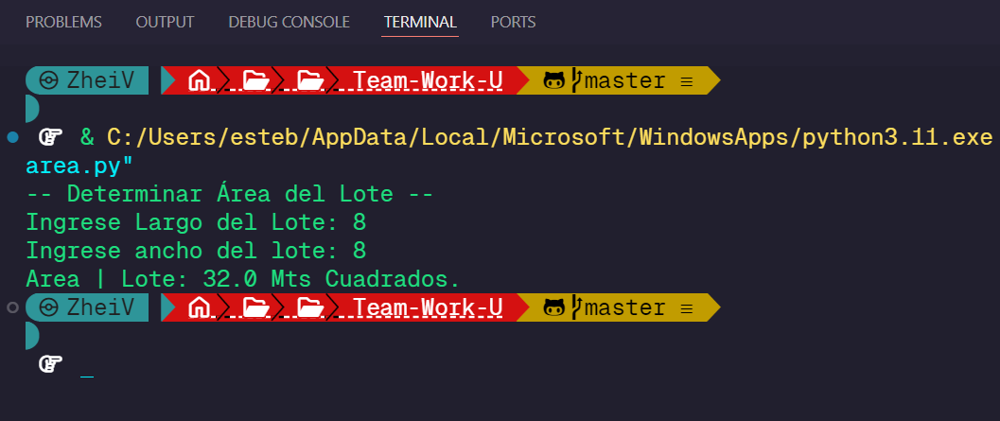 PROBLEMS OUTPUT DEBUG CONSOLE TERMINAL PORTS
ZheiV Team-Work-U master ≡
& C:/Users/esteb/AppData/Local/Microsoft/WindowsApps/python3.11.exe
area.py"
-- Determinar Área del Lote --
Ingrese Largo del Lote: 8
Ingrese ancho del lote: 8
Area | Lote: 32.0 Mts Cuadrados.
ZheiV Team-Work-U master ≡
_